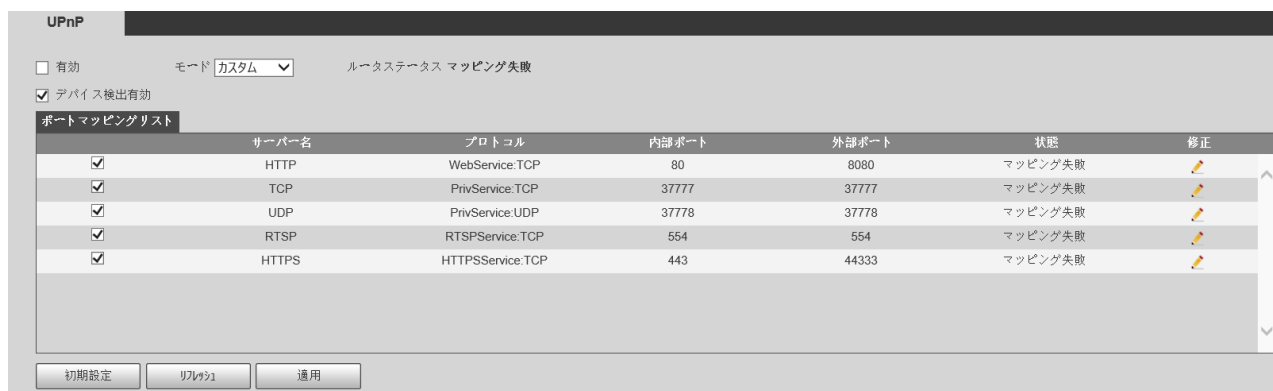 UPnP
有効 モード カスタム ルータステータス マッピング失敗
デバイス検出有効
ポートマッピングリスト
サーバー名 プロトコル 内部ポート 外部ポート 状態 修正
HTTP WebService:TCP 80 8080 マッピング失敗
TCP PrivService:TCP 37777 37777 マッピング失敗
UDP PrivService:UDP 37778 37778 マッピング失敗
RTSP RTSPService:TCP 554 554 マッピング失敗
HTTPS HTTPSService:TCP 443 44333 マッピング失敗
初期設定 リフレッシュ 適用